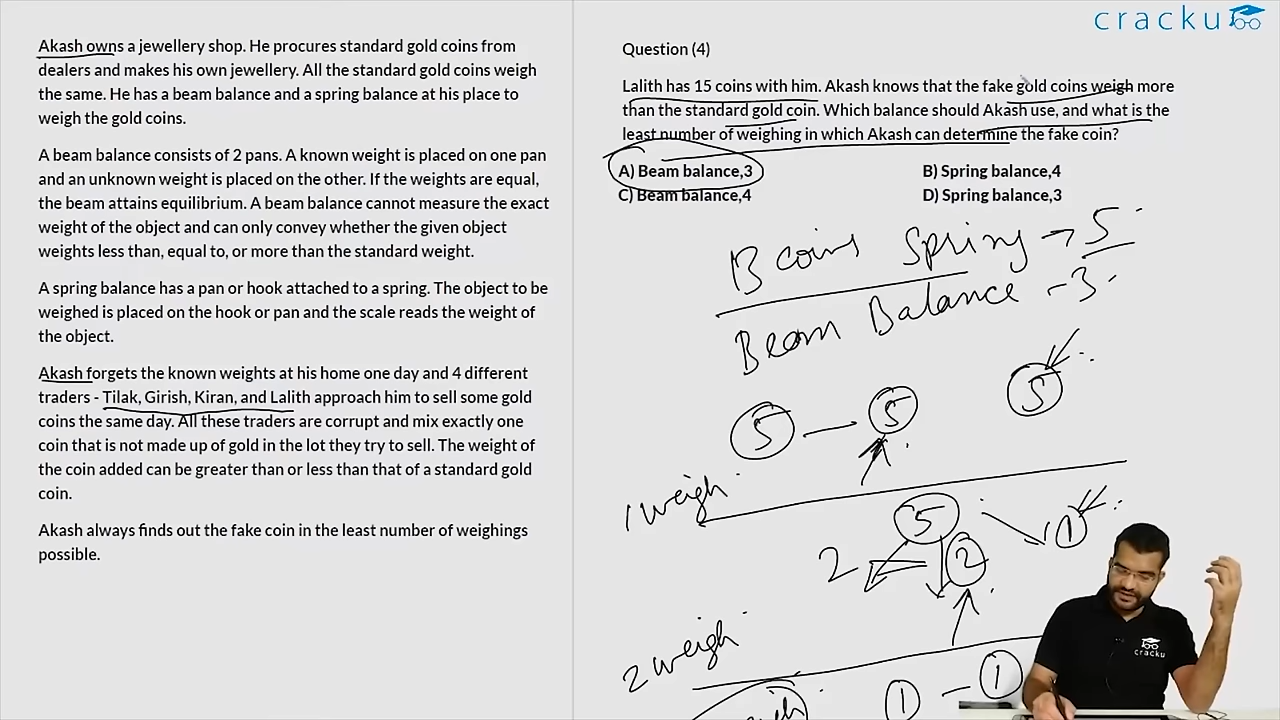 cracku
Akash owns a jewellery shop. He procures standard gold coins from
dealers and makes his own jewellery. All the standard gold coins weigh
the same. He has a beam balance and a spring balance at his place to
weigh the gold coins.
A beam balance consists of 2 pans. A known weight is placed on one pan
and an unknown weight is placed on the other. If the weights are equal,
the beam attains equilibrium. A beam balance cannot measure the exact
weight of the object and can only convey whether the given object
weights less than, equal to, or more than the standard weight.
A spring balance has a pan or hook attached to a spring. The object to be
weighed is placed on the hook or pan and the scale reads the weight of
the object.
Akash forgets the known weights at his home one day and 4 different
traders - Tilak, Girish, Kiran, and Lalith approach him to sell some gold
coins the same day. All these traders are corrupt and mix exactly one
coin that is not made up of gold in the lot they try to sell. The weight of
the coin added can be greater than or less than that of a standard gold
coin.
Akash always finds out the fake coin in the least number of weighings
possible.
Question (4)
Lalith has 15 coins with him. Akash knows that the fake gold coins weigh more
than the standard gold coin. Which balance should Akash use, and what is the
least number of weighing in which Akash can determine the fake coin?
A) Beam balance,3 B) Spring balance,4
C) Beam balance,4 D) Spring balance,3
coins Spring → 5
Beam Balance - 3
5 — 5 5
1 weigh
5
2 2 1
2 weigh
1 — 1
cracku